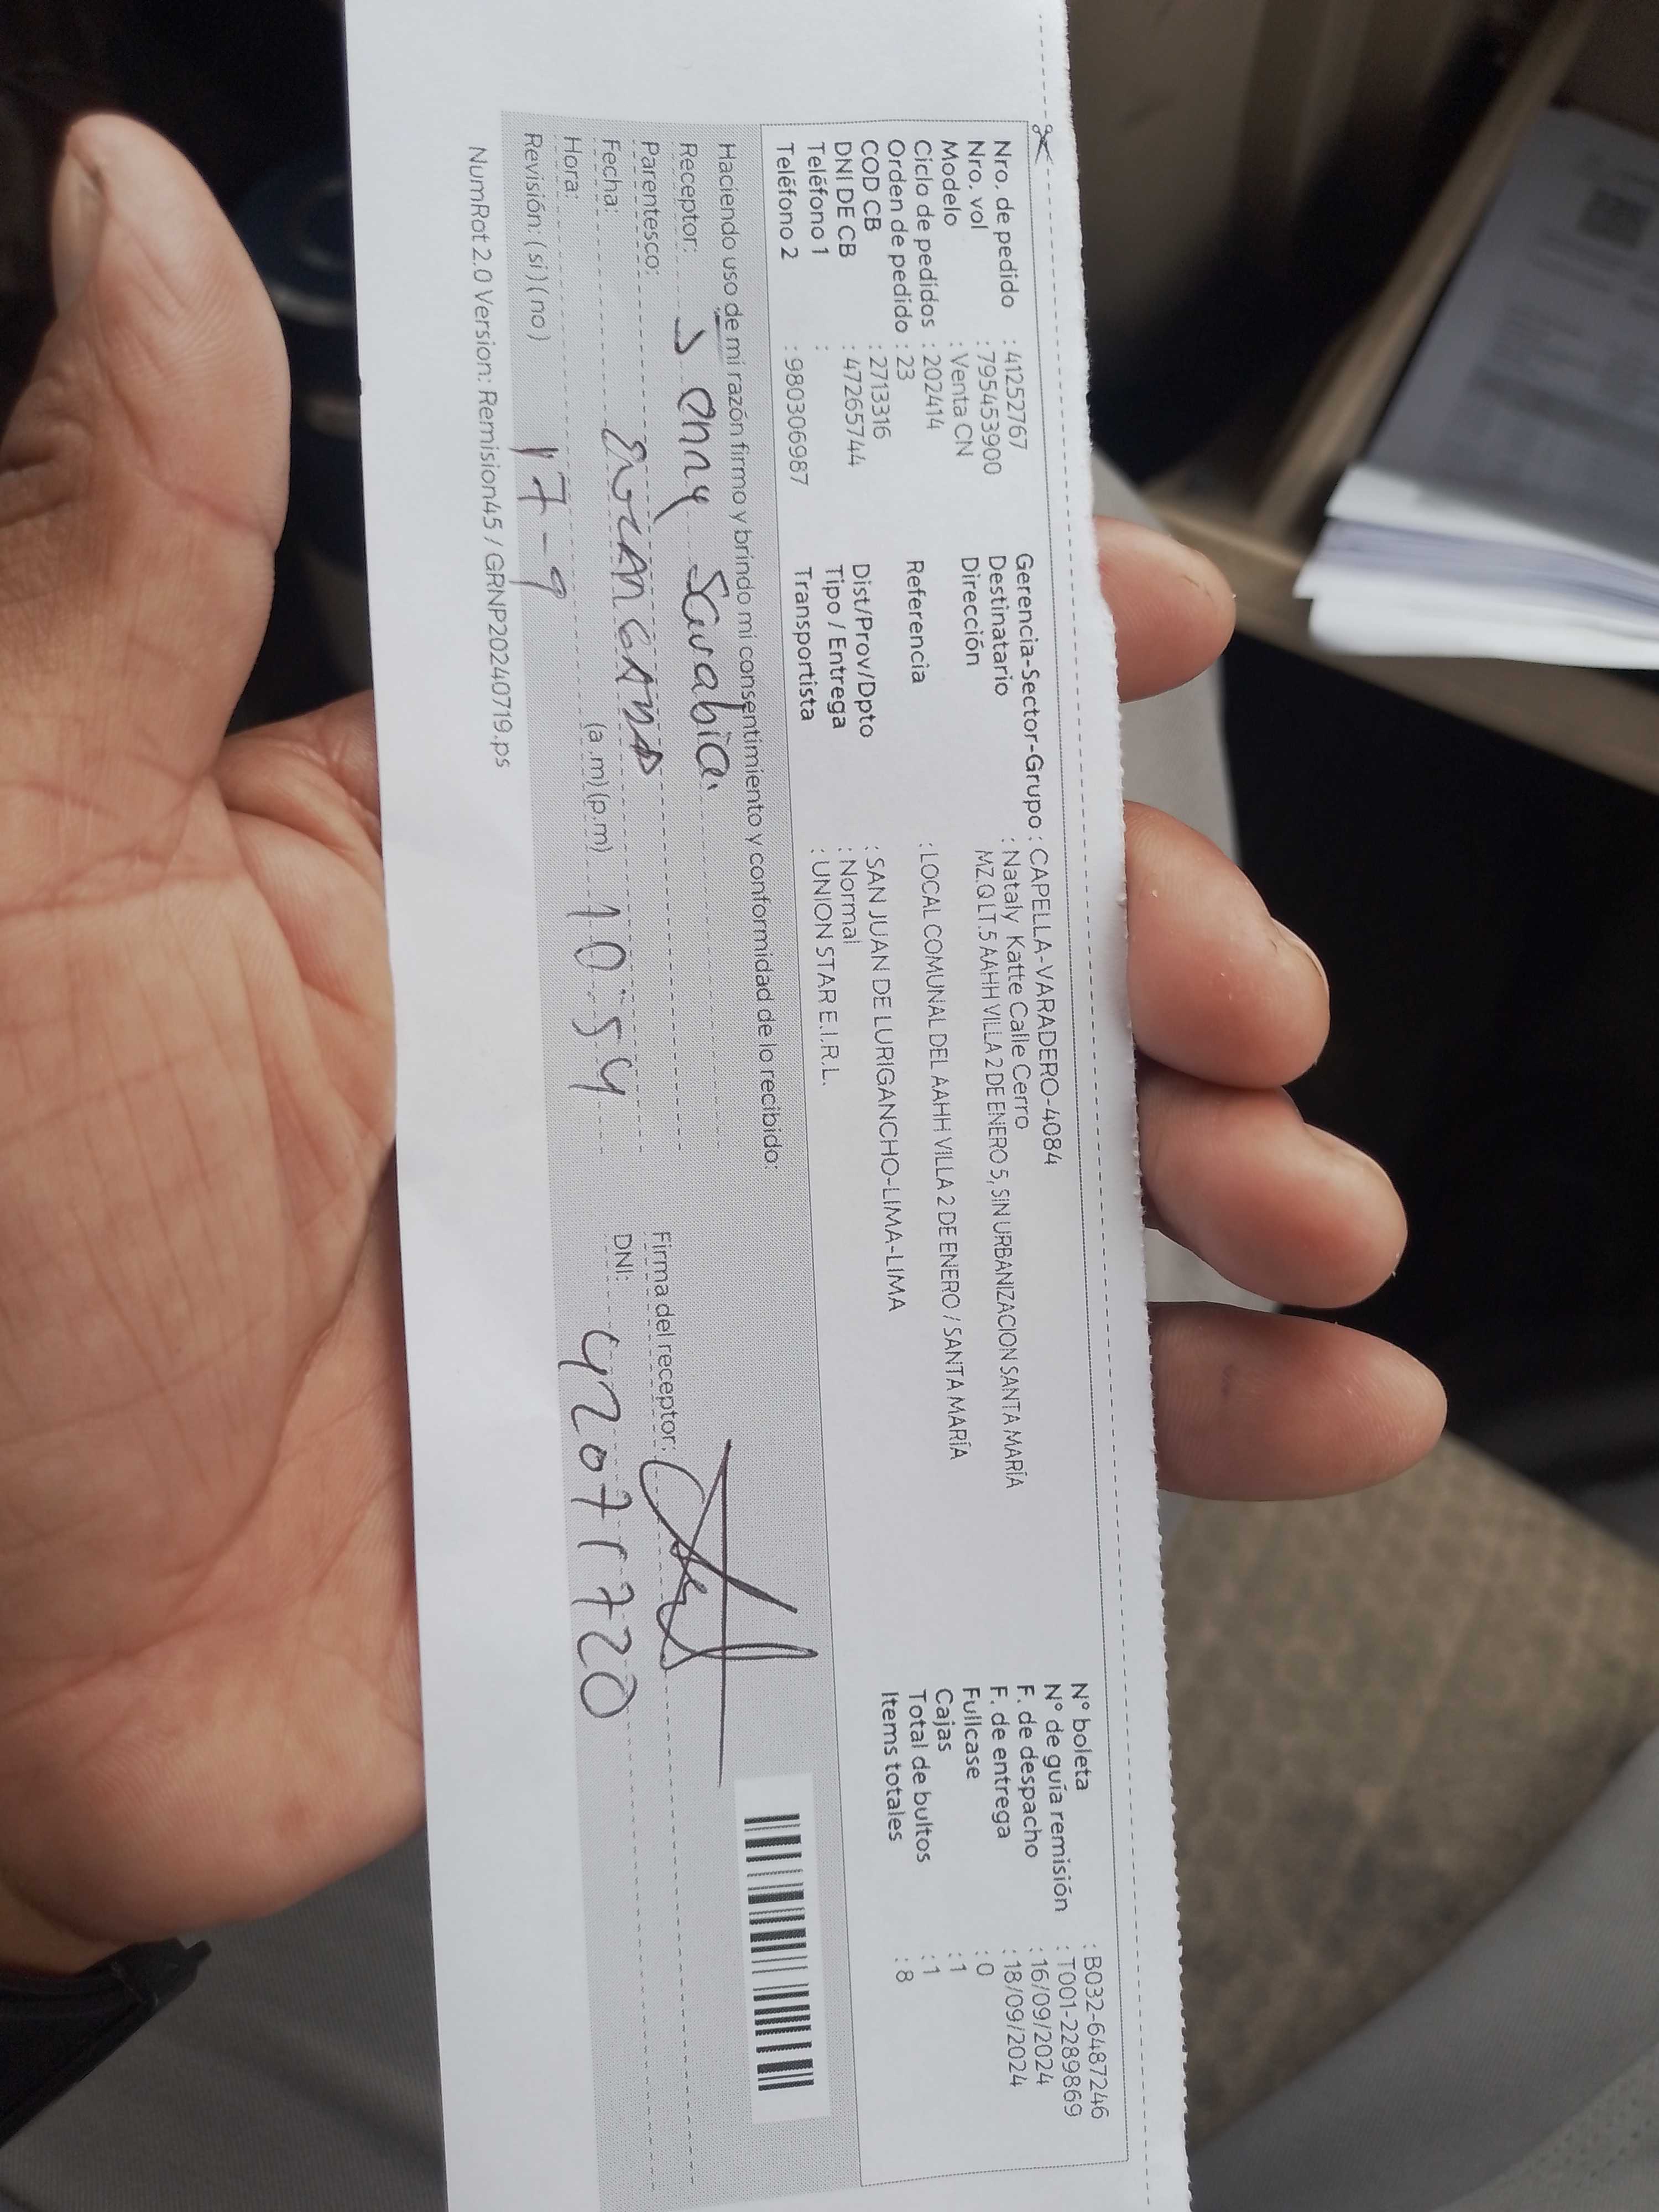 Nro. de pedido : 41252767
Nro. vol : 795453900
Modelo : Venta CN
Ciclo de pedidos : 202414
Orden de pedido : 23
COD CB : 2713316
DNI DE CB : 47265744
Teléfono 1 :
Teléfono 2 : 980306987
Gerencia-Sector-Grupo : CAPELLA-VARADERO-4084
Destinatario : Nataly Katte Calle Cerro
Dirección MZ.Q LT.5 AAHH VILLA 2 DE ENERO 5, SIN URBANIZACION SANTA MARÍA
Referencia : LOCAL COMUNAL DEL AAHH VILLA 2 DE ENERO / SANTA MARÍA
Dist/Prov/Dpto : SAN JUAN DE LURIGANCHO-LIMA-LIMA
Tipo / Entrega : Normal
Transportista : UNION STAR E.I.R.L.
N° boleta : B032-6487246
N° de guía remisión : T001-2289869
F. de despacho : 16/09/2024
F. de entrega : 18/09/2024
Fullcase : 0
Cajas : 1
Total de bultos : 1
Items totales : 8
Haciendo uso de mi razón firmo y brindo mi consentimiento y conformidad de lo recibido:
Receptor: Jenny
Parentesco:
Fecha: 17-9
Hora: (a.m)(p.m) 10:54
Revisión: (si)(no)
Firma del receptor:
DNI: 42071720
NumRot2.0 Version: Remision45 / GRNP20240719.ps